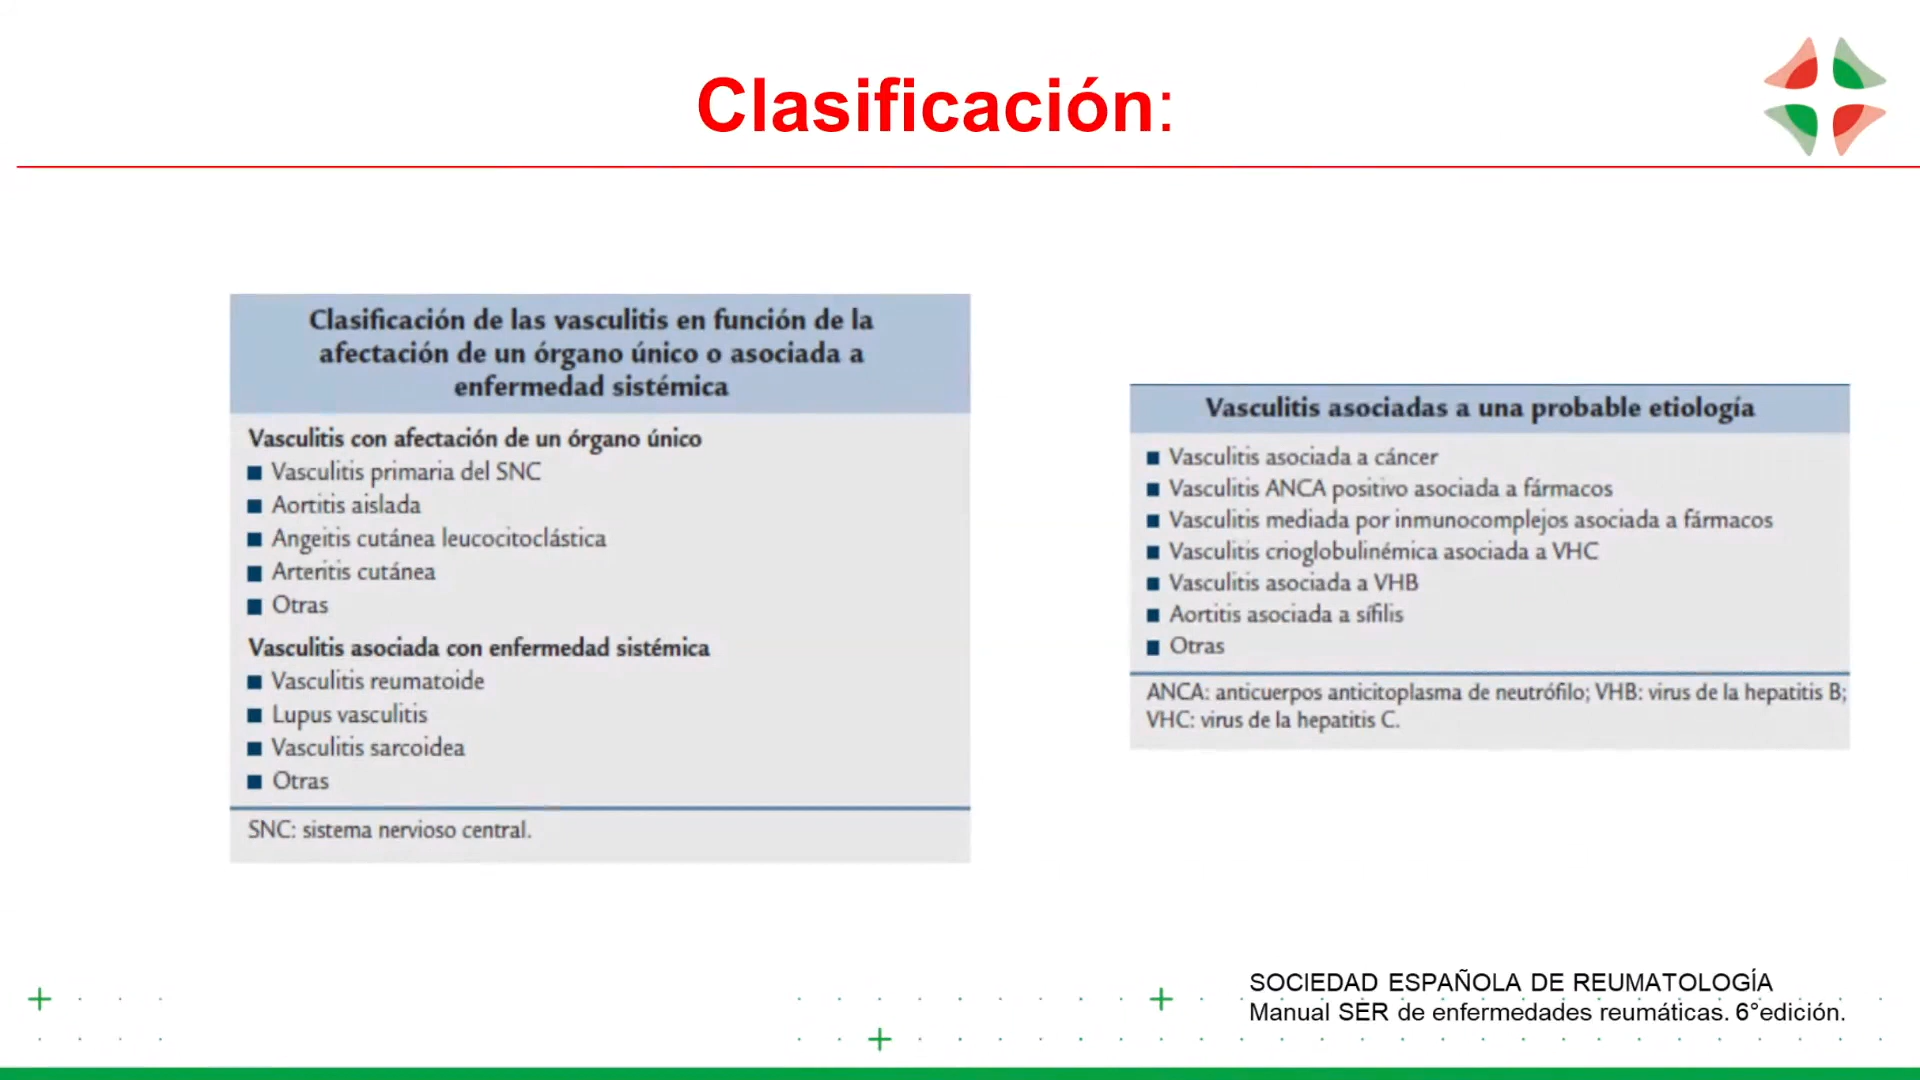 Clasificación:
Clasificación de las vasculitis en función de la
afectación de un órgano único o asociada a
enfermedad sistémica
Vasculitis con afectación de un órgano único
■ Vasculitis primaria del SNC
■ Aortitis aislada
■ Angeitis cutánea leucocitoclástica
■ Arteritis cutánea
■ Otras
Vasculitis asociada con enfermedad sistémica
■ Vasculitis reumatoide
■ Lupus vasculitis
■ Vasculitis sarcoidea
■ Otras
SNC: sistema nervioso central.
Vasculitis asociadas a una probable etiología
■ Vasculitis asociada a cáncer
■ Vasculitis ANCA positivo asociada a fármacos
■ Vasculitis mediada por inmunocomplejos asociada a fármacos
■ Vasculitis crioglobulinémica asociada a VHC
■ Vasculitis asociada a VHB
■ Aortitis asociada a sífilis
■ Otras
ANCA: anticuerpos anticitoplasma de neutrófilo; VHB: virus de la hepatitis B;
VHC: virus de la hepatitis C.
SOCIEDAD ESPAÑOLA DE REUMATOLOGÍA
Manual SER de enfermedades reumáticas. 6°edición.